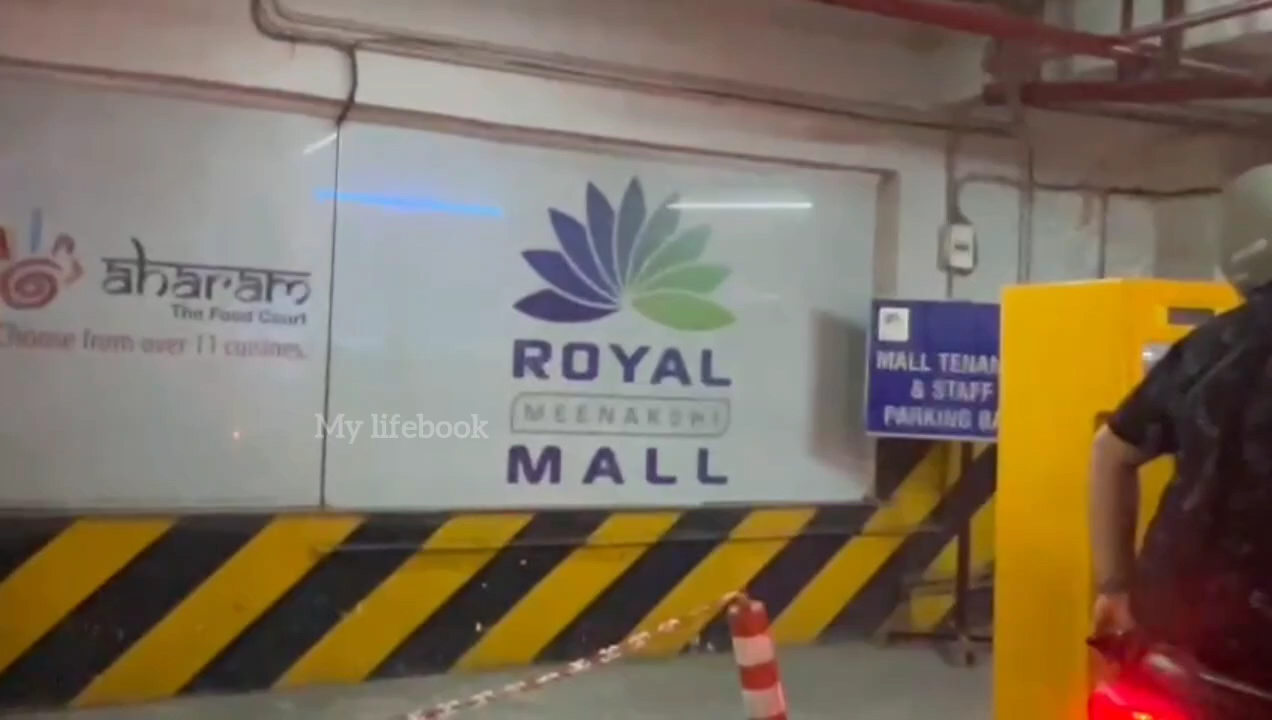 aharam
The Food Court
Choose from over 11 cuisines.
ROYAL
MEENAKSHI
MALL
My lifebook
MALL TENAN
& STAFF
PARKING BA